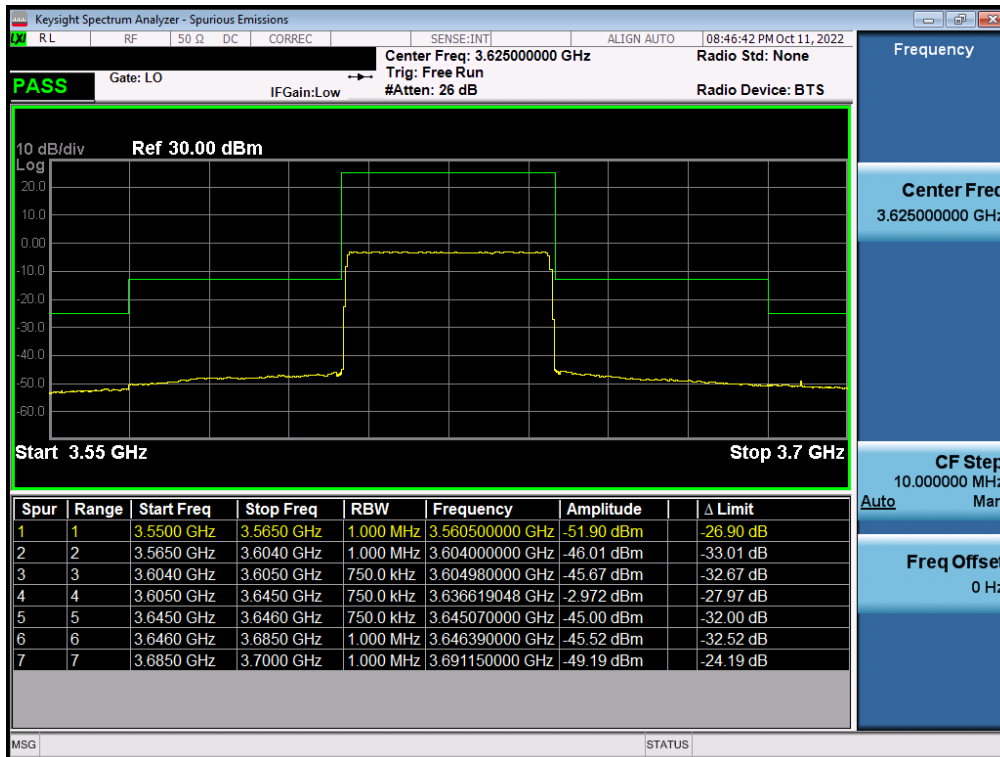 Keysight Spectrum Analyzer - Spurious Emissions
LXI RL RF 50 Ω DC CORREC SENSE:INT ALIGN AUTO 08:46:42 PM Oct 11, 2022
Center Freq: 3.625000000 GHz Radio Std: None
Gate: LO Trig: Free Run
PASS IFGain:Low #Atten: 26 dB Radio Device: BTS
10 dB/div Ref 30.00 dBm
Log
20.0
10.0
0.00
-10.0
-20.0
-30.0
-40.0
-50.0
-60.0
Start 3.55 GHz Stop 3.7 GHz
Spur Range Start Freq Stop Freq RBW Frequency Amplitude Δ Limit
1 1 3.5500 GHz 3.5650 GHz 1.000 MHz 3.560500000 GHz -51.90 dBm -26.90 dB
2 2 3.5650 GHz 3.6040 GHz 1.000 MHz 3.604000000 GHz -46.01 dBm -33.01 dB
3 3 3.6040 GHz 3.6050 GHz 750.0 kHz 3.604980000 GHz -45.67 dBm -32.67 dB
4 4 3.6050 GHz 3.6450 GHz 750.0 kHz 3.636619048 GHz -2.972 dBm -27.97 dB
5 5 3.6450 GHz 3.6460 GHz 750.0 kHz 3.645070000 GHz -45.00 dBm -32.00 dB
6 6 3.6460 GHz 3.6850 GHz 1.000 MHz 3.646390000 GHz -45.52 dBm -32.52 dB
7 7 3.6850 GHz 3.7000 GHz 1.000 MHz 3.691150000 GHz -49.19 dBm -24.19 dB
MSG STATUS
Frequency
Center Freq
3.625000000 GHz
CF Step
10.000000 MHz
Auto Man
Freq Offset
0 Hz